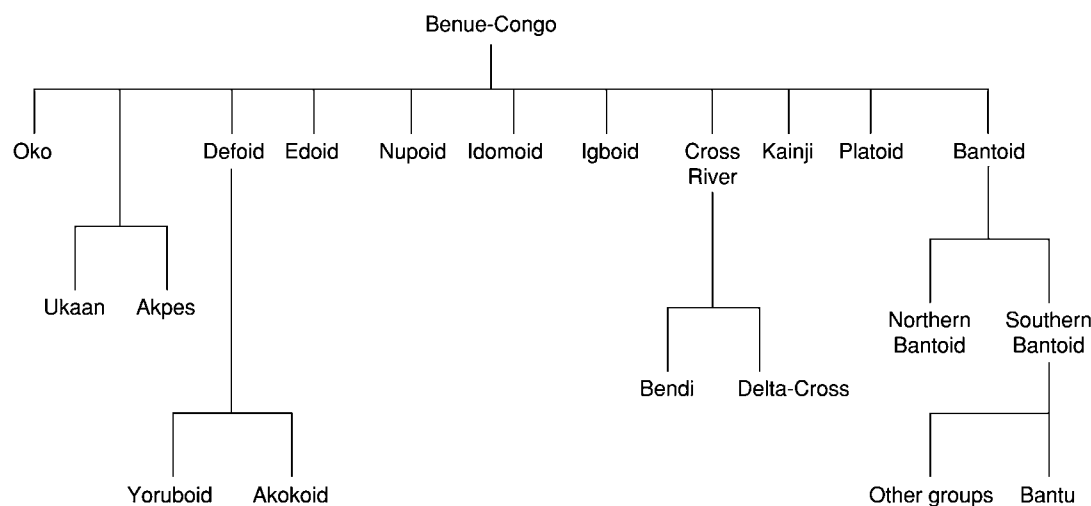 Benue-Congo
Oko
Defoid
Edoid
Nupoid
Idomoid
Igboid
Cross
River
Kainji
Platoid
Bantoid
Ukaan
Akpes
Northern
Bantoid
Southern
Bantoid
Bendi
Delta-Cross
Yoruboid
Akokoid
Other groups
Bantu